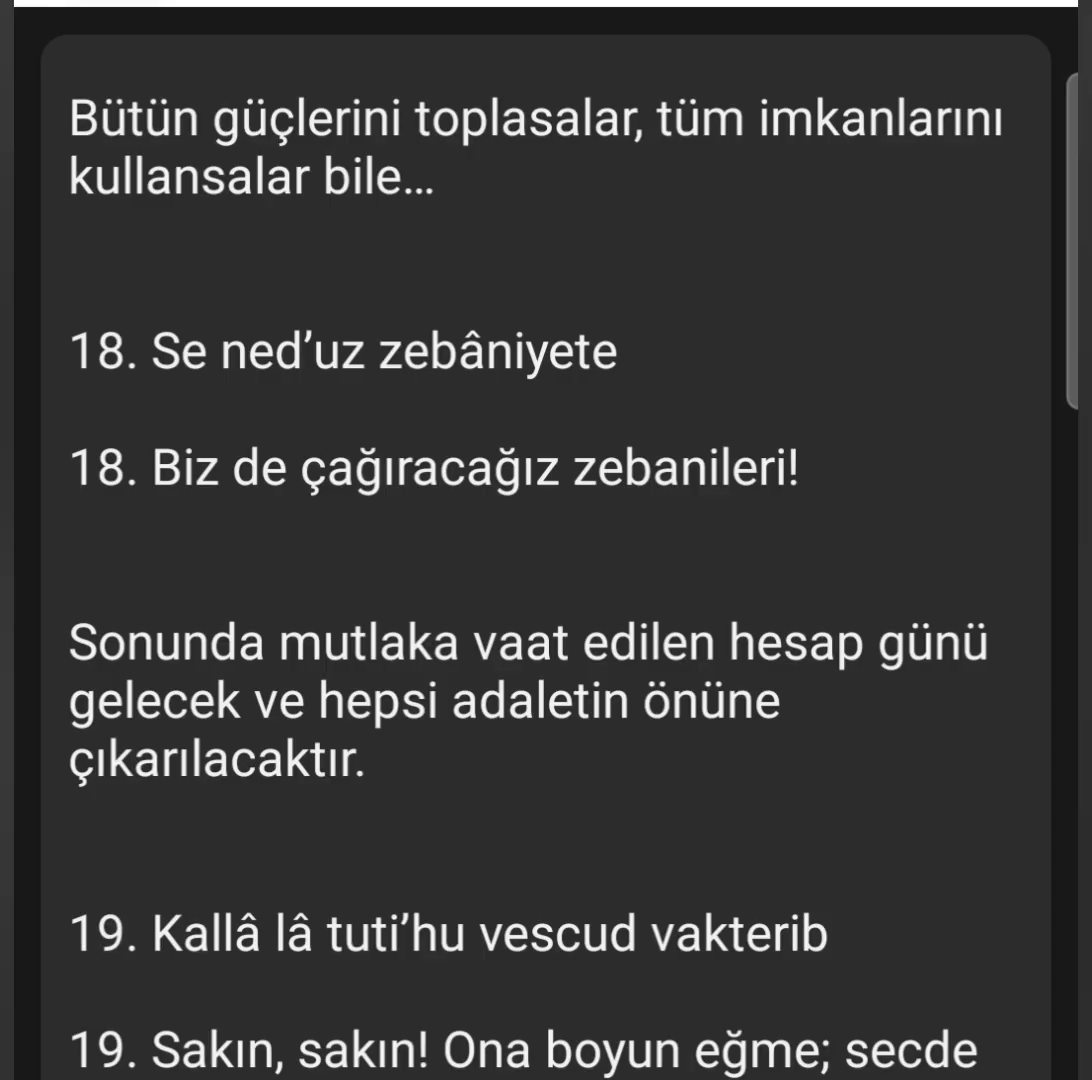 Bütün güçlerini toplasalar, tüm imkanlarını
kullansalar bile...
18. Se ned’uz zebâniyete
18. Biz de çağıracağız zebanileri!
Sonunda mutlaka vaat edilen hesap günü
gelecek ve hepsi adaletin önüne
çıkarılacaktır.
19. Kallâ lâ tuti’hu vescud vakterib
19. Sakın, sakın! Ona boyun eğme; secde